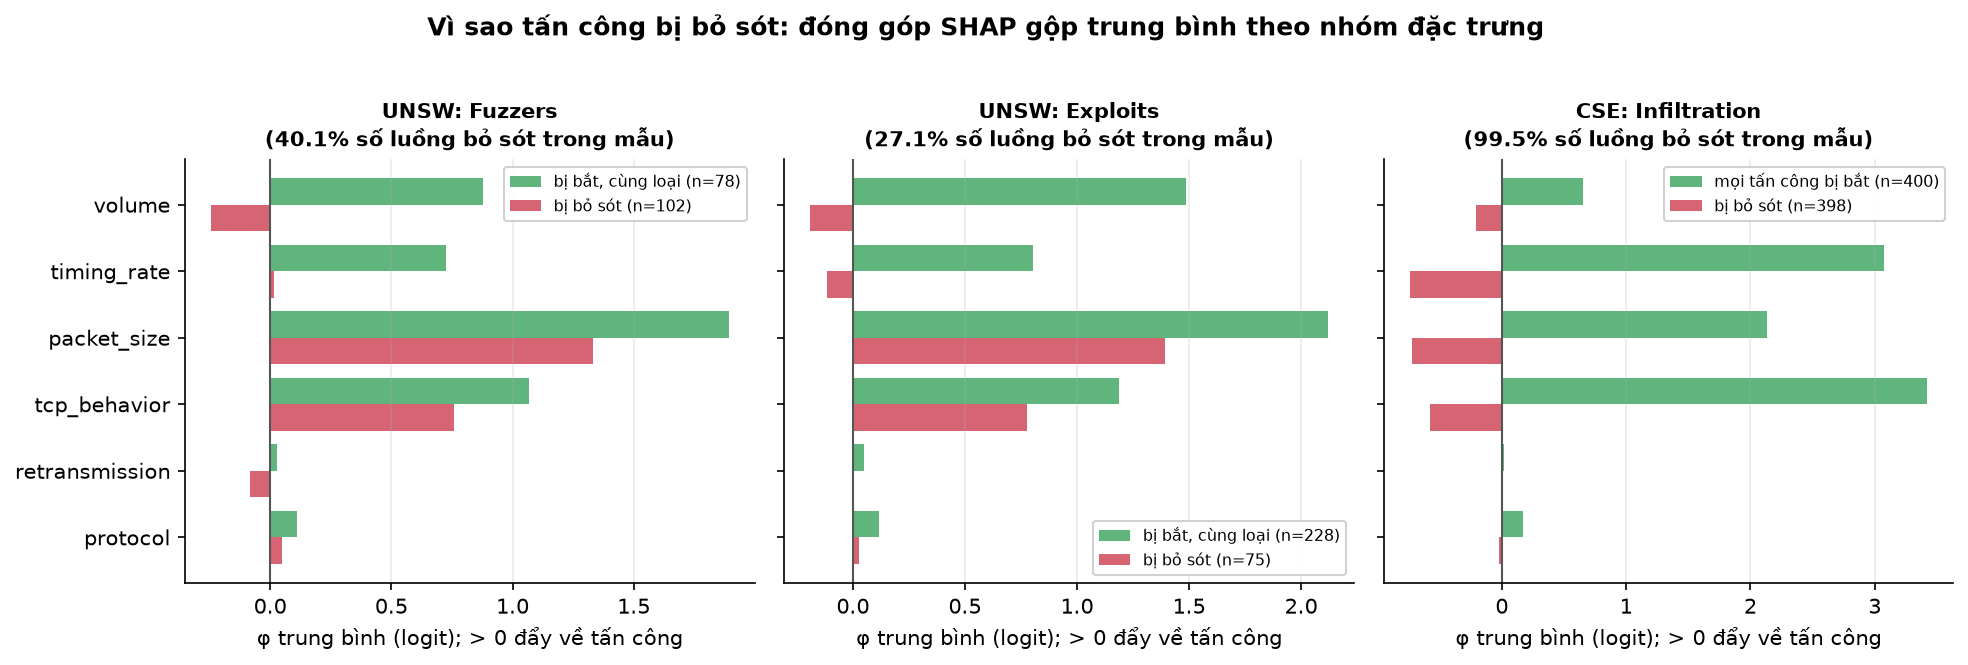 Vì sao tấn công bị bỏ sót: đóng góp SHAP gộp trung bình theo nhóm đặc trưng
UNSW: Fuzzers
(40.1% số luồng bỏ sót trong mẫu)
bị bắt, cùng loại (n=78)
bị bỏ sót (n=102)
volume
timing_rate
packet_size
tcp_behavior
retransmission
protocol
0.0 0.5 1.0 1.5
φ trung bình (logit); > 0 đẩy về tấn công
UNSW: Exploits
(27.1% số luồng bỏ sót trong mẫu)
bị bắt, cùng loại (n=228)
bị bỏ sót (n=75)
0.0 0.5 1.0 1.5 2.0
φ trung bình (logit); > 0 đẩy về tấn công
CSE: Infiltration
(99.5% số luồng bỏ sót trong mẫu)
mọi tấn công bị bắt (n=400)
bị bỏ sót (n=398)
0 1 2 3
φ trung bình (logit); > 0 đẩy về tấn công